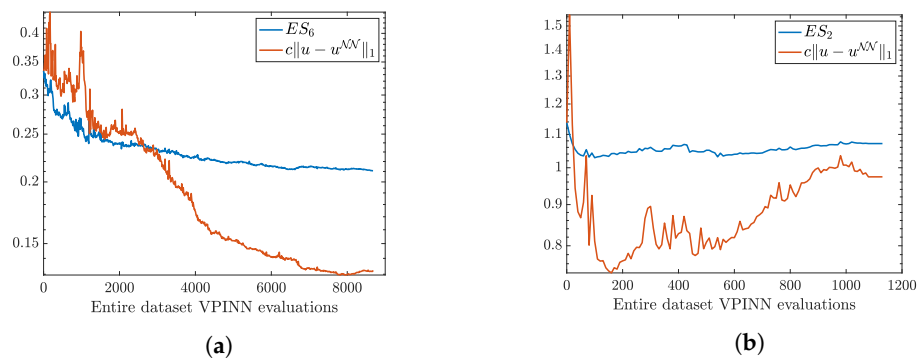 0.4
0.35
0.3
0.25
0.2
0.15
0 2000 4000 6000 8000
Entire dataset VPINN evaluations
ES₆
c‖u − u^𝒩𝒩‖₁
(a)
1.5
1.4
1.3
1.2
1.1
1
0.9
0.8
0 200 400 600 800 1000 1200
Entire dataset VPINN evaluations
ES₂
c‖u − u^𝒩𝒩‖₁
(b)